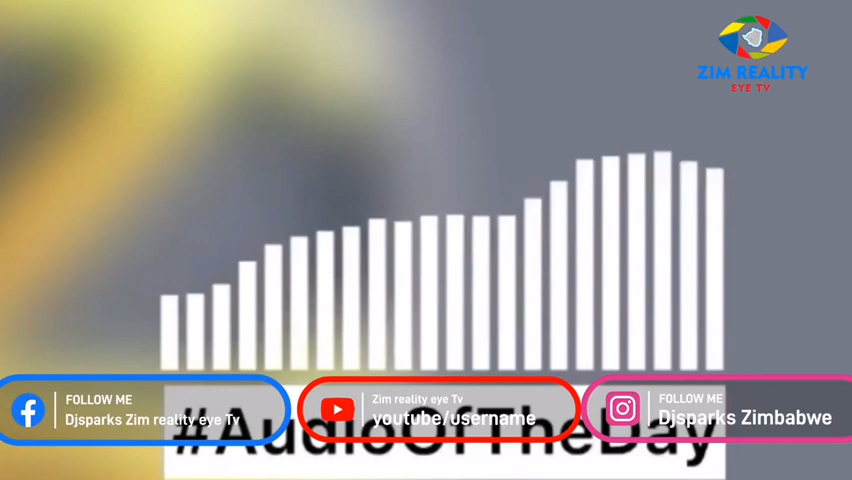 ZIM REALITY
EYE TV
FOLLOW ME
Djsparks Zim reality eye Tv
Zim reality eye Tv
youtube/username
FOLLOW ME
Djsparks Zimbabwe
#AudioOfTheDay